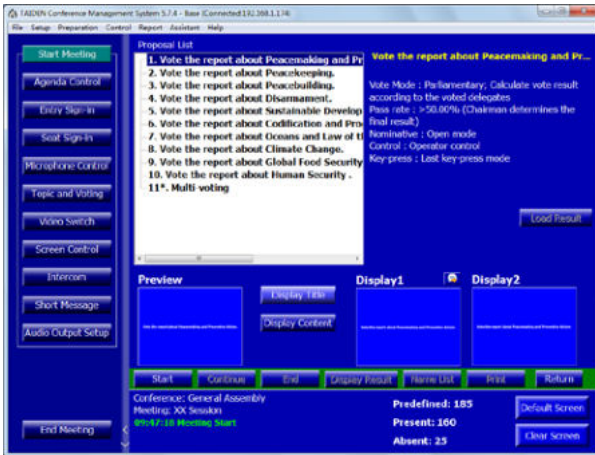 TAIDEN Conference Management System 5.7.4 - Base (Connected:192.168.1.174)
File Setup Preparation Control Report Assistant Help
Start Meeting
Agenda Control
Entry Sign-in
Seat Sign-in
Microphone Control
Topic and Voting
Video Switch
Screen Control
Intercom
Short Message
Audio Output Setup
End Meeting
Proposal List
1. Vote the report about Peacemaking and Pr
2. Vote the report about Peacekeeping.
3. Vote the report about Peacebuilding.
4. Vote the report about Disarmament.
5. Vote the report about Sustainable Develop
6. Vote the report about Codification and Pro
7. Vote the report about Oceans and Law of t
8. Vote the report about Climate Change.
9. Vote the report about Global Food Security
10. Vote the report about Human Security .
11*. Multi-voting
Vote the report about Peacemaking and Pr...
Vote Mode : Parliamentary; Calculate vote result
according to the voted delegates
Pass rate : >50.00% (Chairman determines the
final result)
Nominative : Open mode
Control : Operator control
Key-press : Last key-press mode
Load Result
Preview
Display Title
Display Content
Display1
Display2
Start Continue End Display Result Name List Print Return
Conference: General Assembly
Meeting: XX Session
09:47:18 Meeting Start
Predefined: 185
Present: 160
Absent: 25
Default Screen
Clear Screen